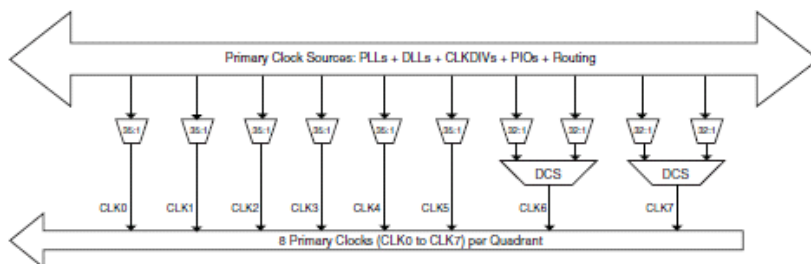 Primary Clock Sources: PLLs + DLLs + CLKDIVs + PIOs + Routing
35:1 35:1 35:1 35:1 35:1 35:1 32:1 32:1 32:1 32:1
DCS DCS
CLK0 CLK1 CLK2 CLK3 CLK4 CLK5 CLK6 CLK7
8 Primary Clocks (CLK0 to CLK7) per Quadrant